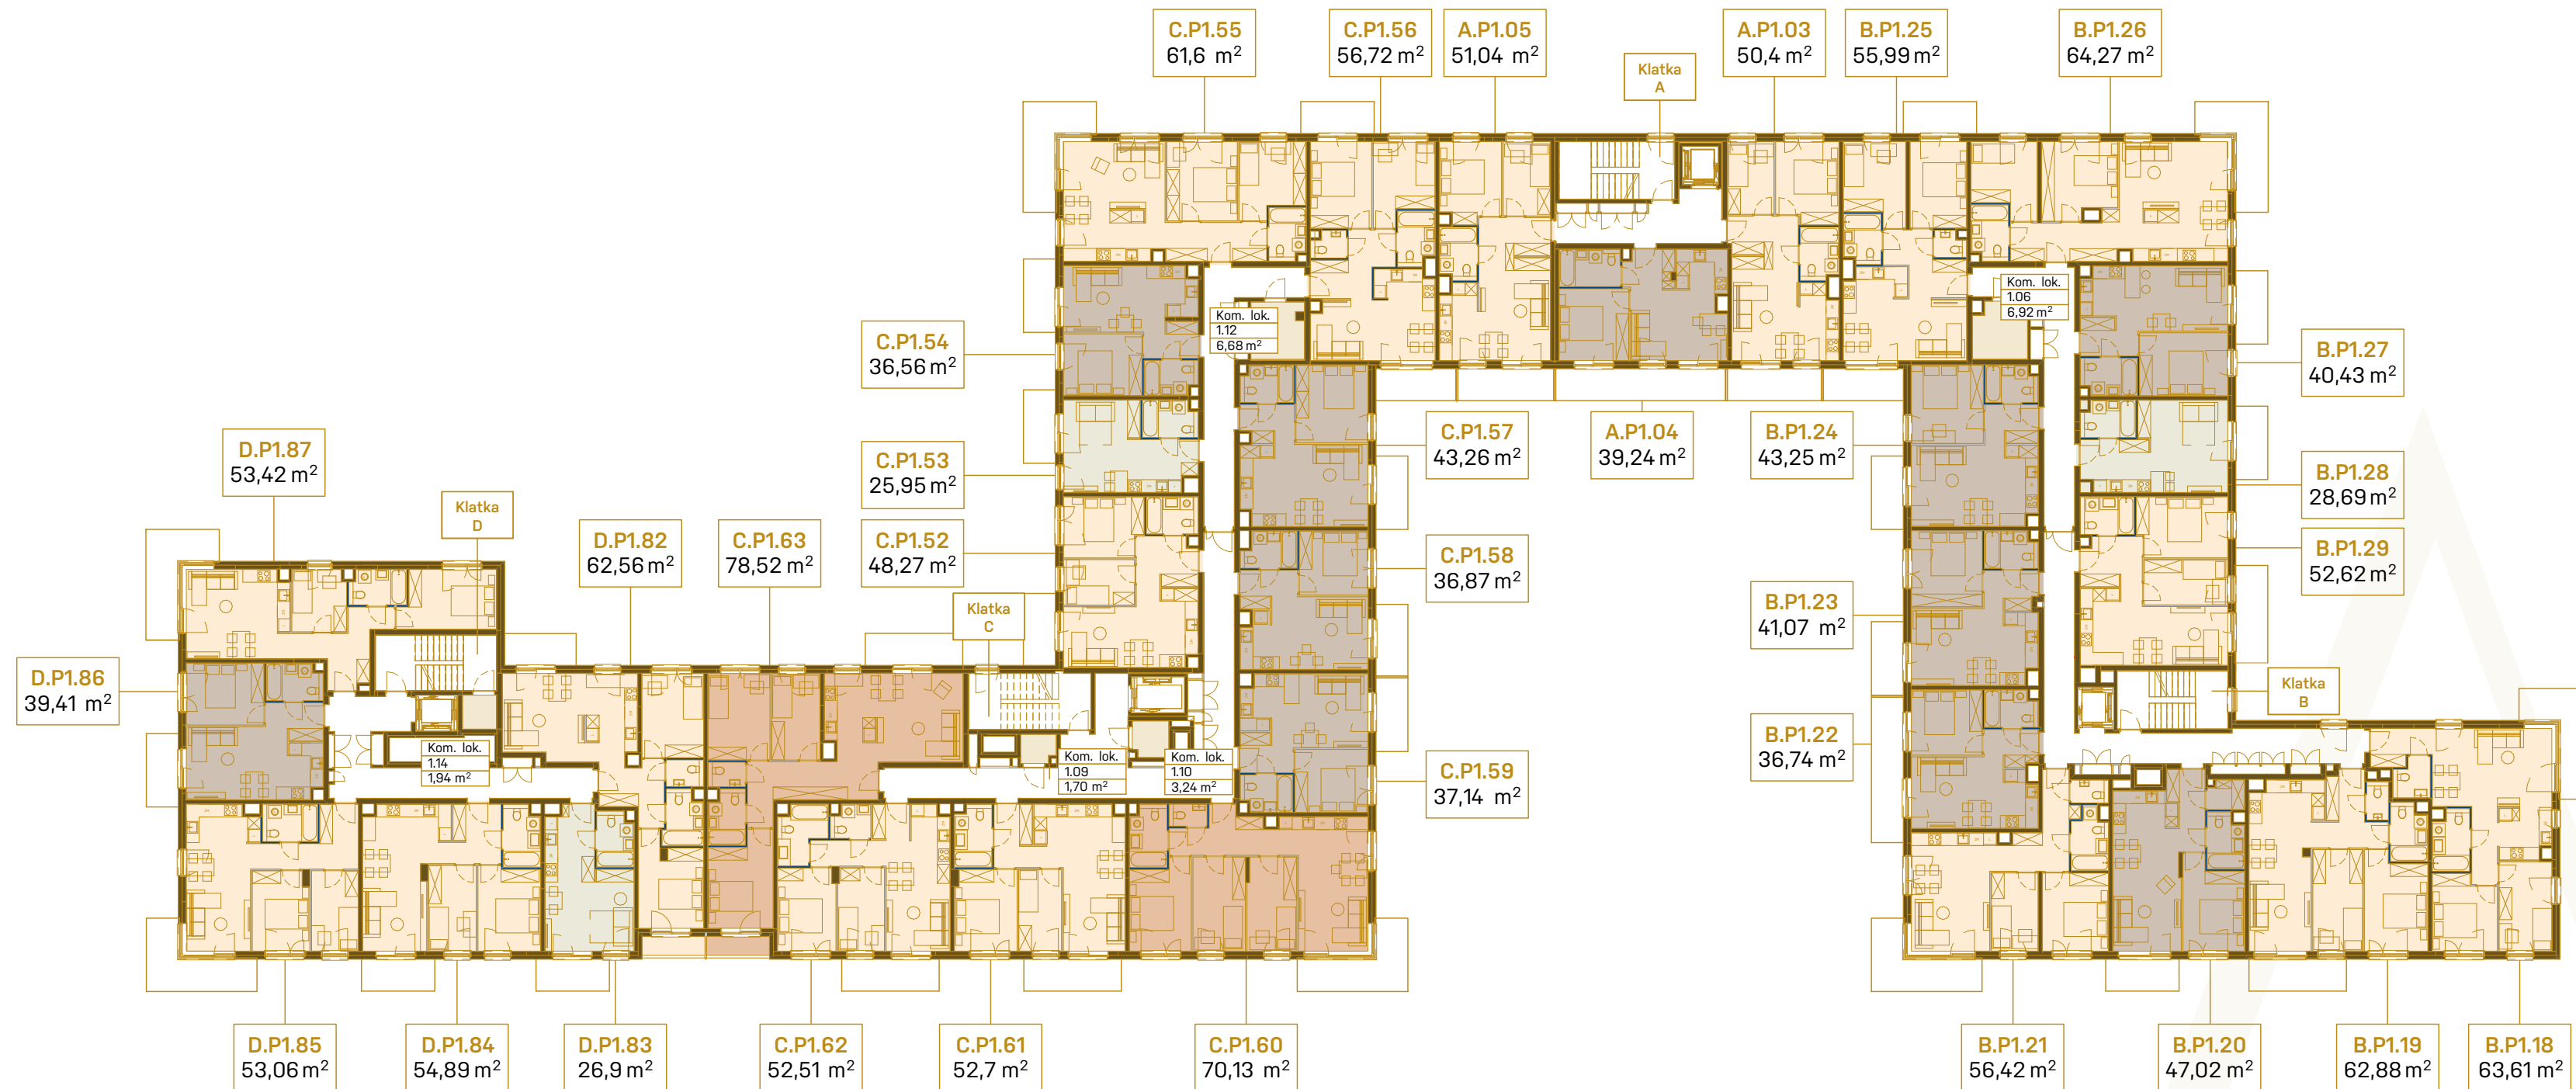 C.P1.55
61,6 m²
C.P1.56
56,72 m²
A.P1.05
51,04 m²
Klatka
A
A.P1.03
50,4 m²
B.P1.25
55,99 m²
B.P1.26
64,27 m²
Kom. lok.
1.12
6,68 m²
Kom. lok.
1.06
6,92 m²
C.P1.54
36,56 m²
B.P1.27
40,43 m²
C.P1.53
25,95 m²
C.P1.57
43,26 m²
A.P1.04
39,24 m²
B.P1.24
43,25 m²
B.P1.28
28,69 m²
D.P1.87
53,42 m²
Klatka
D
D.P1.82
62,56 m²
C.P1.63
78,52 m²
C.P1.52
48,27 m²
C.P1.58
36,87 m²
B.P1.29
52,62 m²
Klatka
C
B.P1.23
41,07 m²
D.P1.86
39,41 m²
Klatka
B
B.P1.22
36,74 m²
Kom. lok.
1.14
1,94 m²
Kom. lok.
1.09
1,70 m²
Kom. lok.
1.10
3,24 m²
C.P1.59
37,14 m²
D.P1.85
53,06 m²
D.P1.84
54,89 m²
D.P1.83
26,9 m²
C.P1.62
52,51 m²
C.P1.61
52,7 m²
C.P1.60
70,13 m²
B.P1.21
56,42 m²
B.P1.20
47,02 m²
B.P1.19
62,88 m²
B.P1.18
63,61 m²